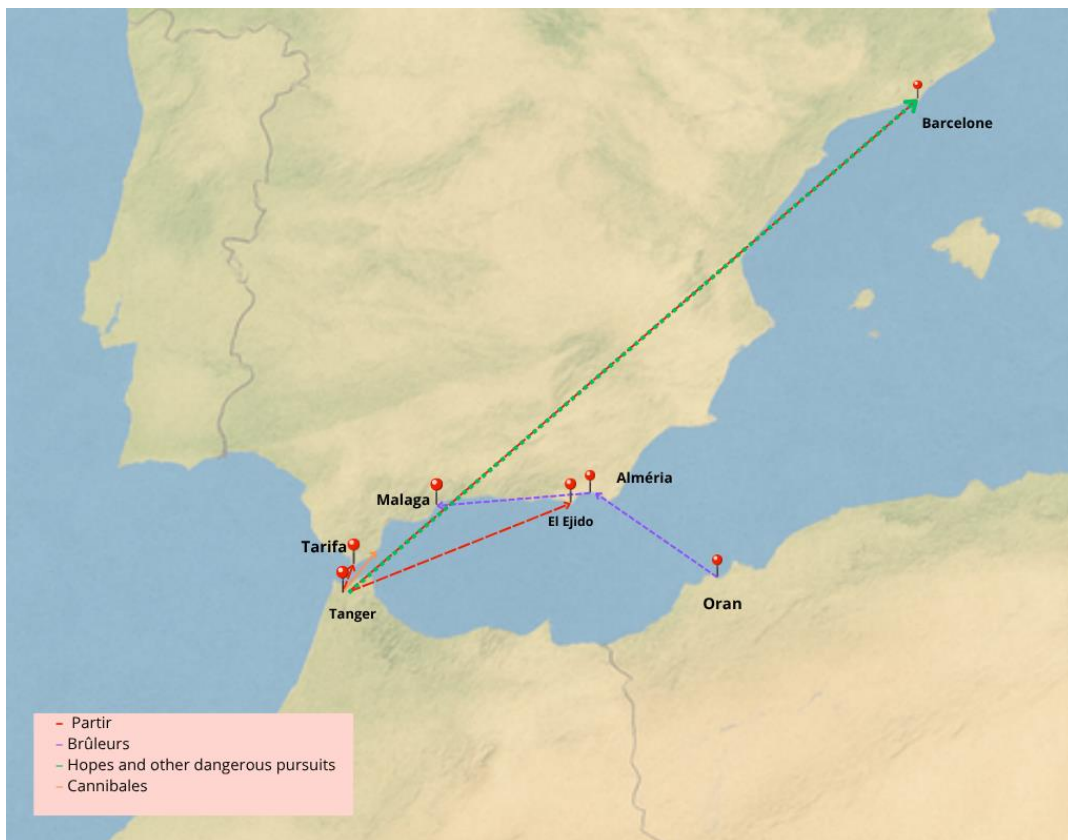 Barcelone
Alméria
Malaga
El Ejido
Tarifa
Oran
Tanger
Partir
Brûleurs
Hopes and other dangerous pursuits
Cannibales